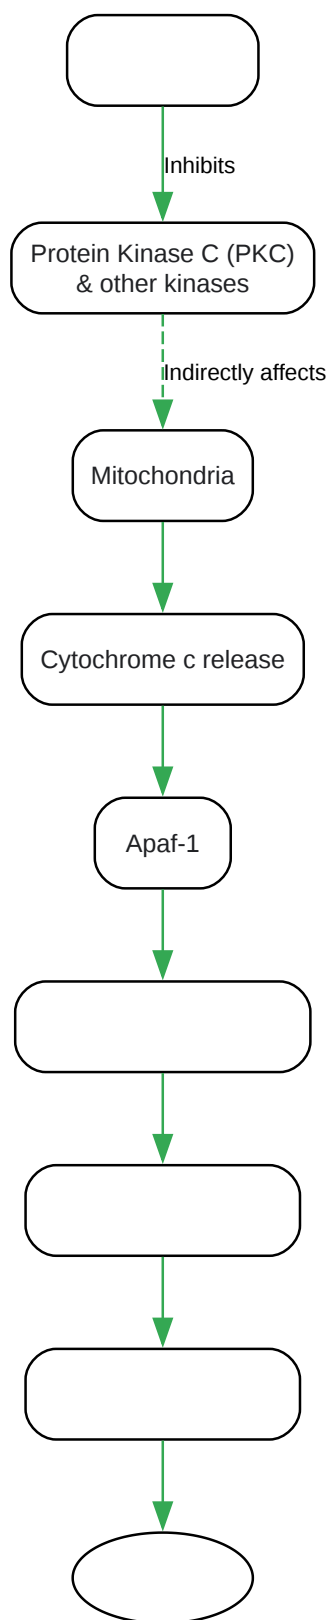 Inhibits
Protein Kinase C (PKC)
& other kinases
Indirectly affects
Mitochondria
Cytochrome c release
Apaf-1